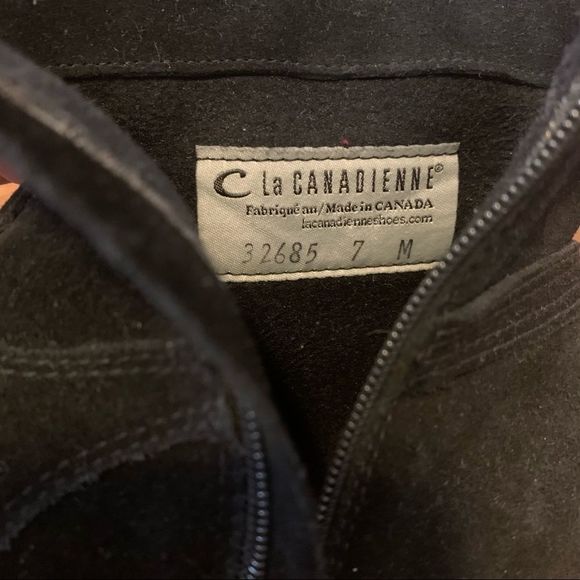 C La CANADIENNE®
Fabriqué au/Made in CANADA
lacanadienneshoes.com
32685 7 M